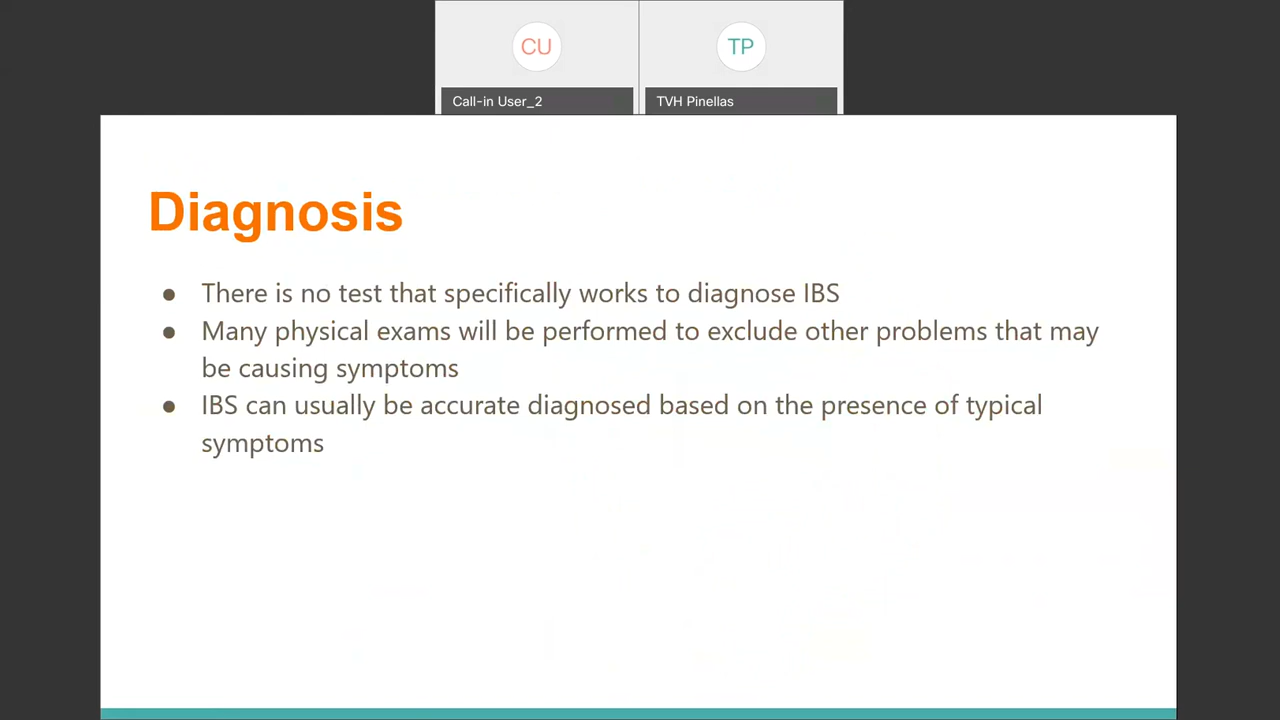 CU
TP
Call-in User_2
TVH Pinellas
Diagnosis
● There is no test that specifically works to diagnose IBS
● Many physical exams will be performed to exclude other problems that may
be causing symptoms
● IBS can usually be accurate diagnosed based on the presence of typical
symptoms